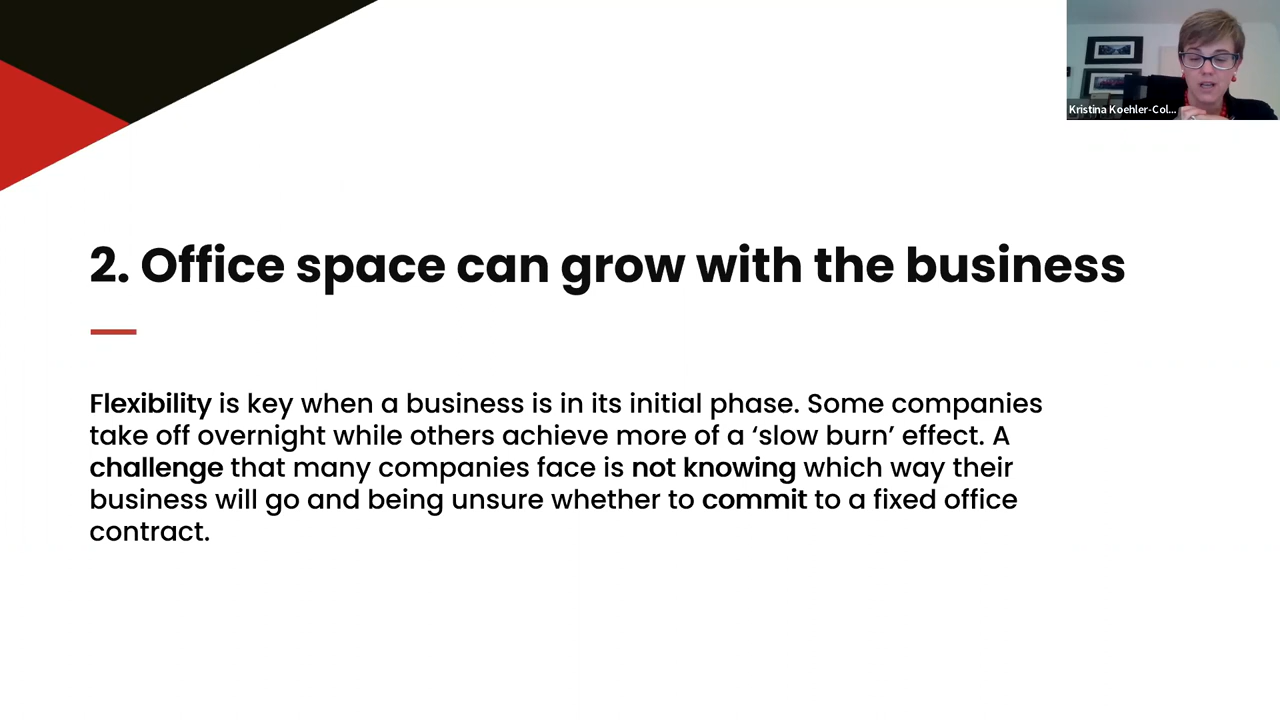 Kristina Koehler-Col...
2. Office space can grow with the business
Flexibility is key when a business is in its initial phase. Some companies
take off overnight while others achieve more of a ‘slow burn’ effect. A
challenge that many companies face is not knowing which way their
business will go and being unsure whether to commit to a fixed office
contract.